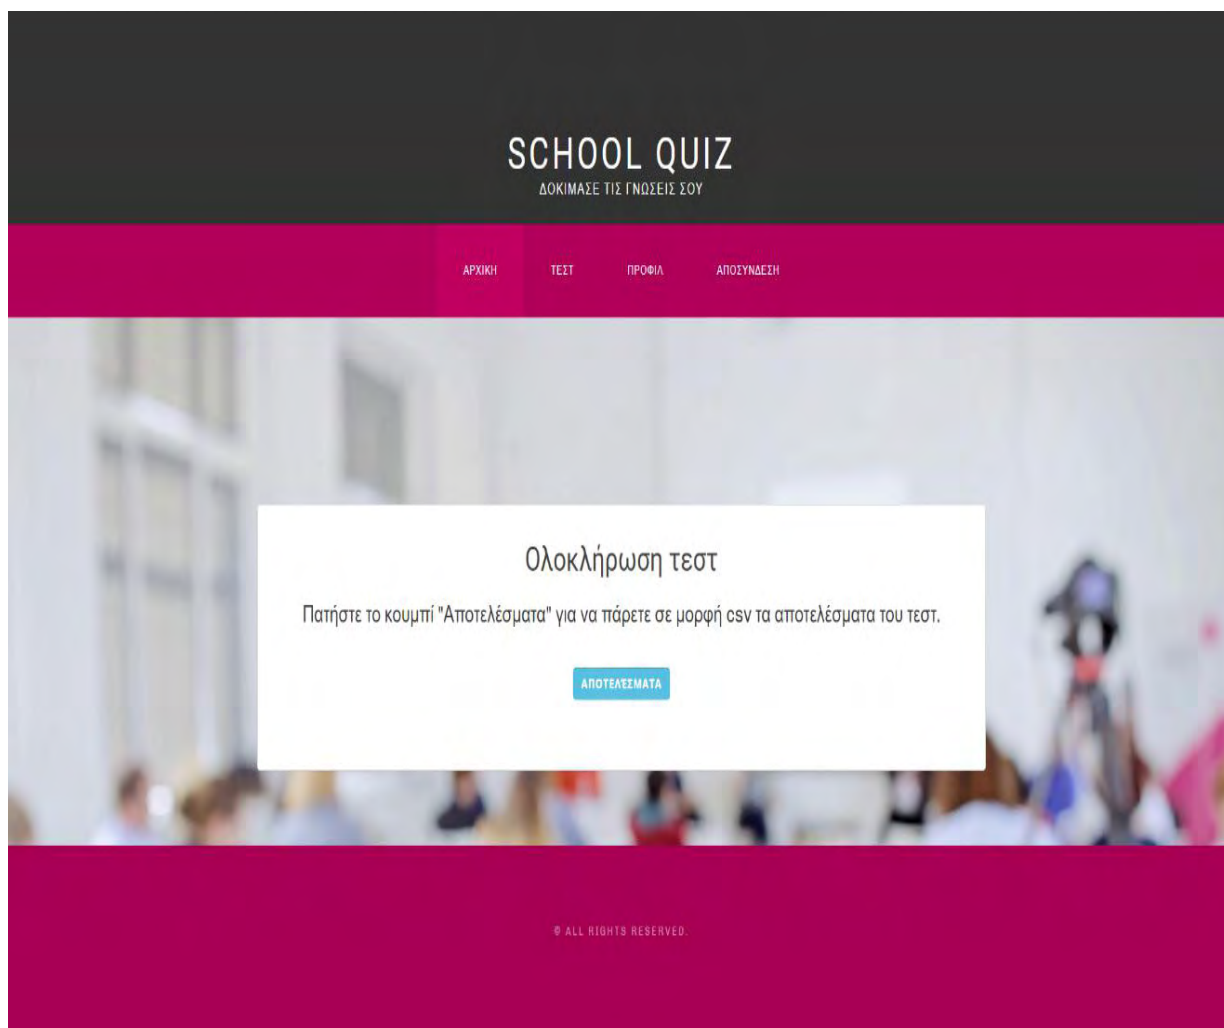 SCHOOL QUIZ
ΔΟΚΙΜΑΣΕ ΤΙΣ ΓΝΩΣΕΙΣ ΣΟΥ
ΑΡΧΙΚΗ ΤΕΣΤ ΠΡΟΦΙΛ ΑΠΟΣΥΝΔΕΣΗ
Ολοκλήρωση τεστ
Πατήστε το κουμπί "Αποτελέσματα" για να πάρετε σε μορφή csv τα αποτελέσματα του τεστ.
ΑΠΟΤΕΛΈΣΜΑΤΑ
© ALL RIGHTS RESERVED.